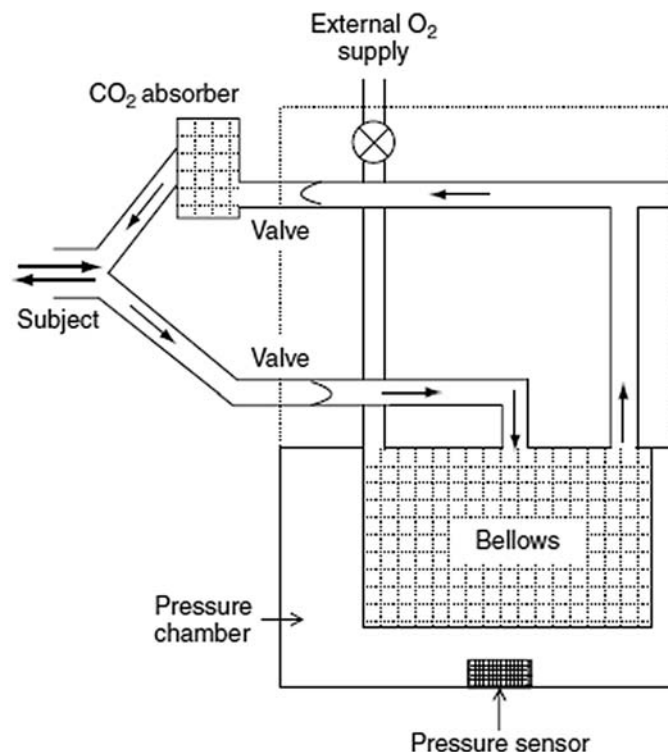 External O₂
supply
CO₂ absorber
Valve
Subject
Valve
Bellows
Pressure
chamber
Pressure sensor